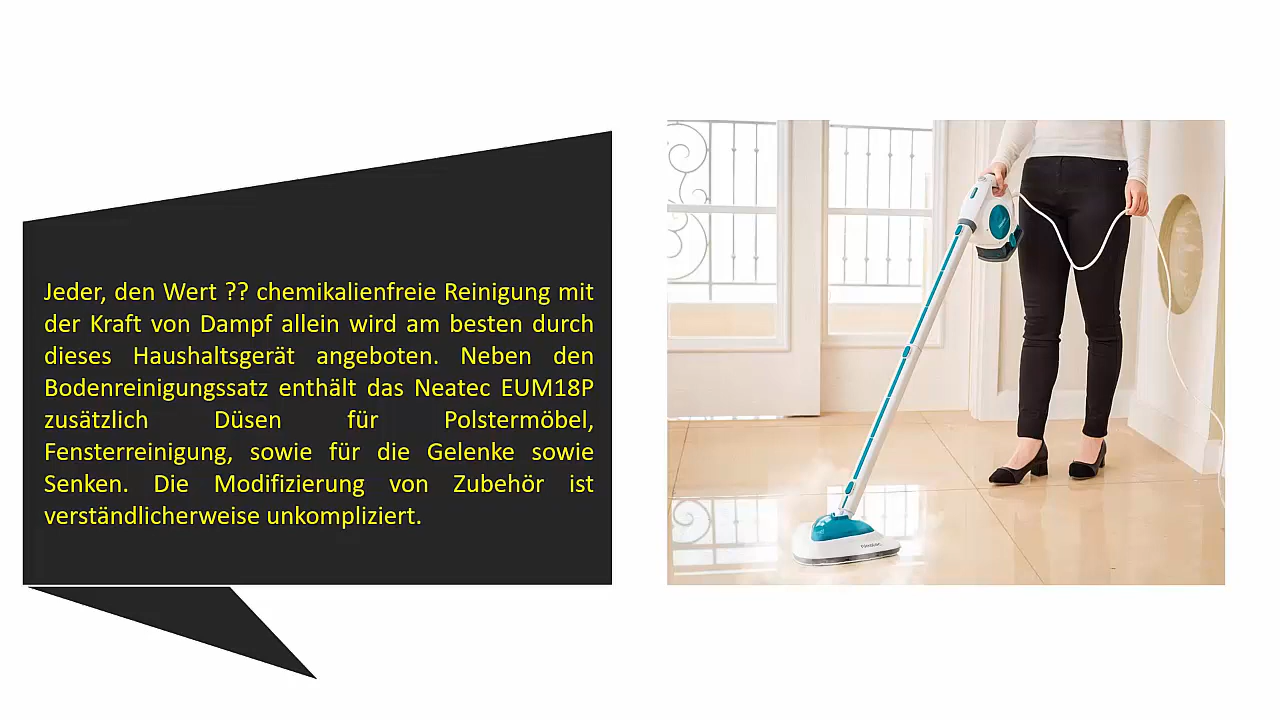 Jeder, den Wert ?? chemikalienfreie Reinigung mit
der Kraft von Dampf allein wird am besten durch
dieses Haushaltsgerät angeboten. Neben den
Bodenreinigungssatz enthält das Neatec EUM18P
zusätzlich Düsen für Polstermöbel,
Fensterreinigung, sowie für die Gelenke sowie
Senken. Die Modifizierung von Zubehör ist
verständlicherweise unkompliziert.